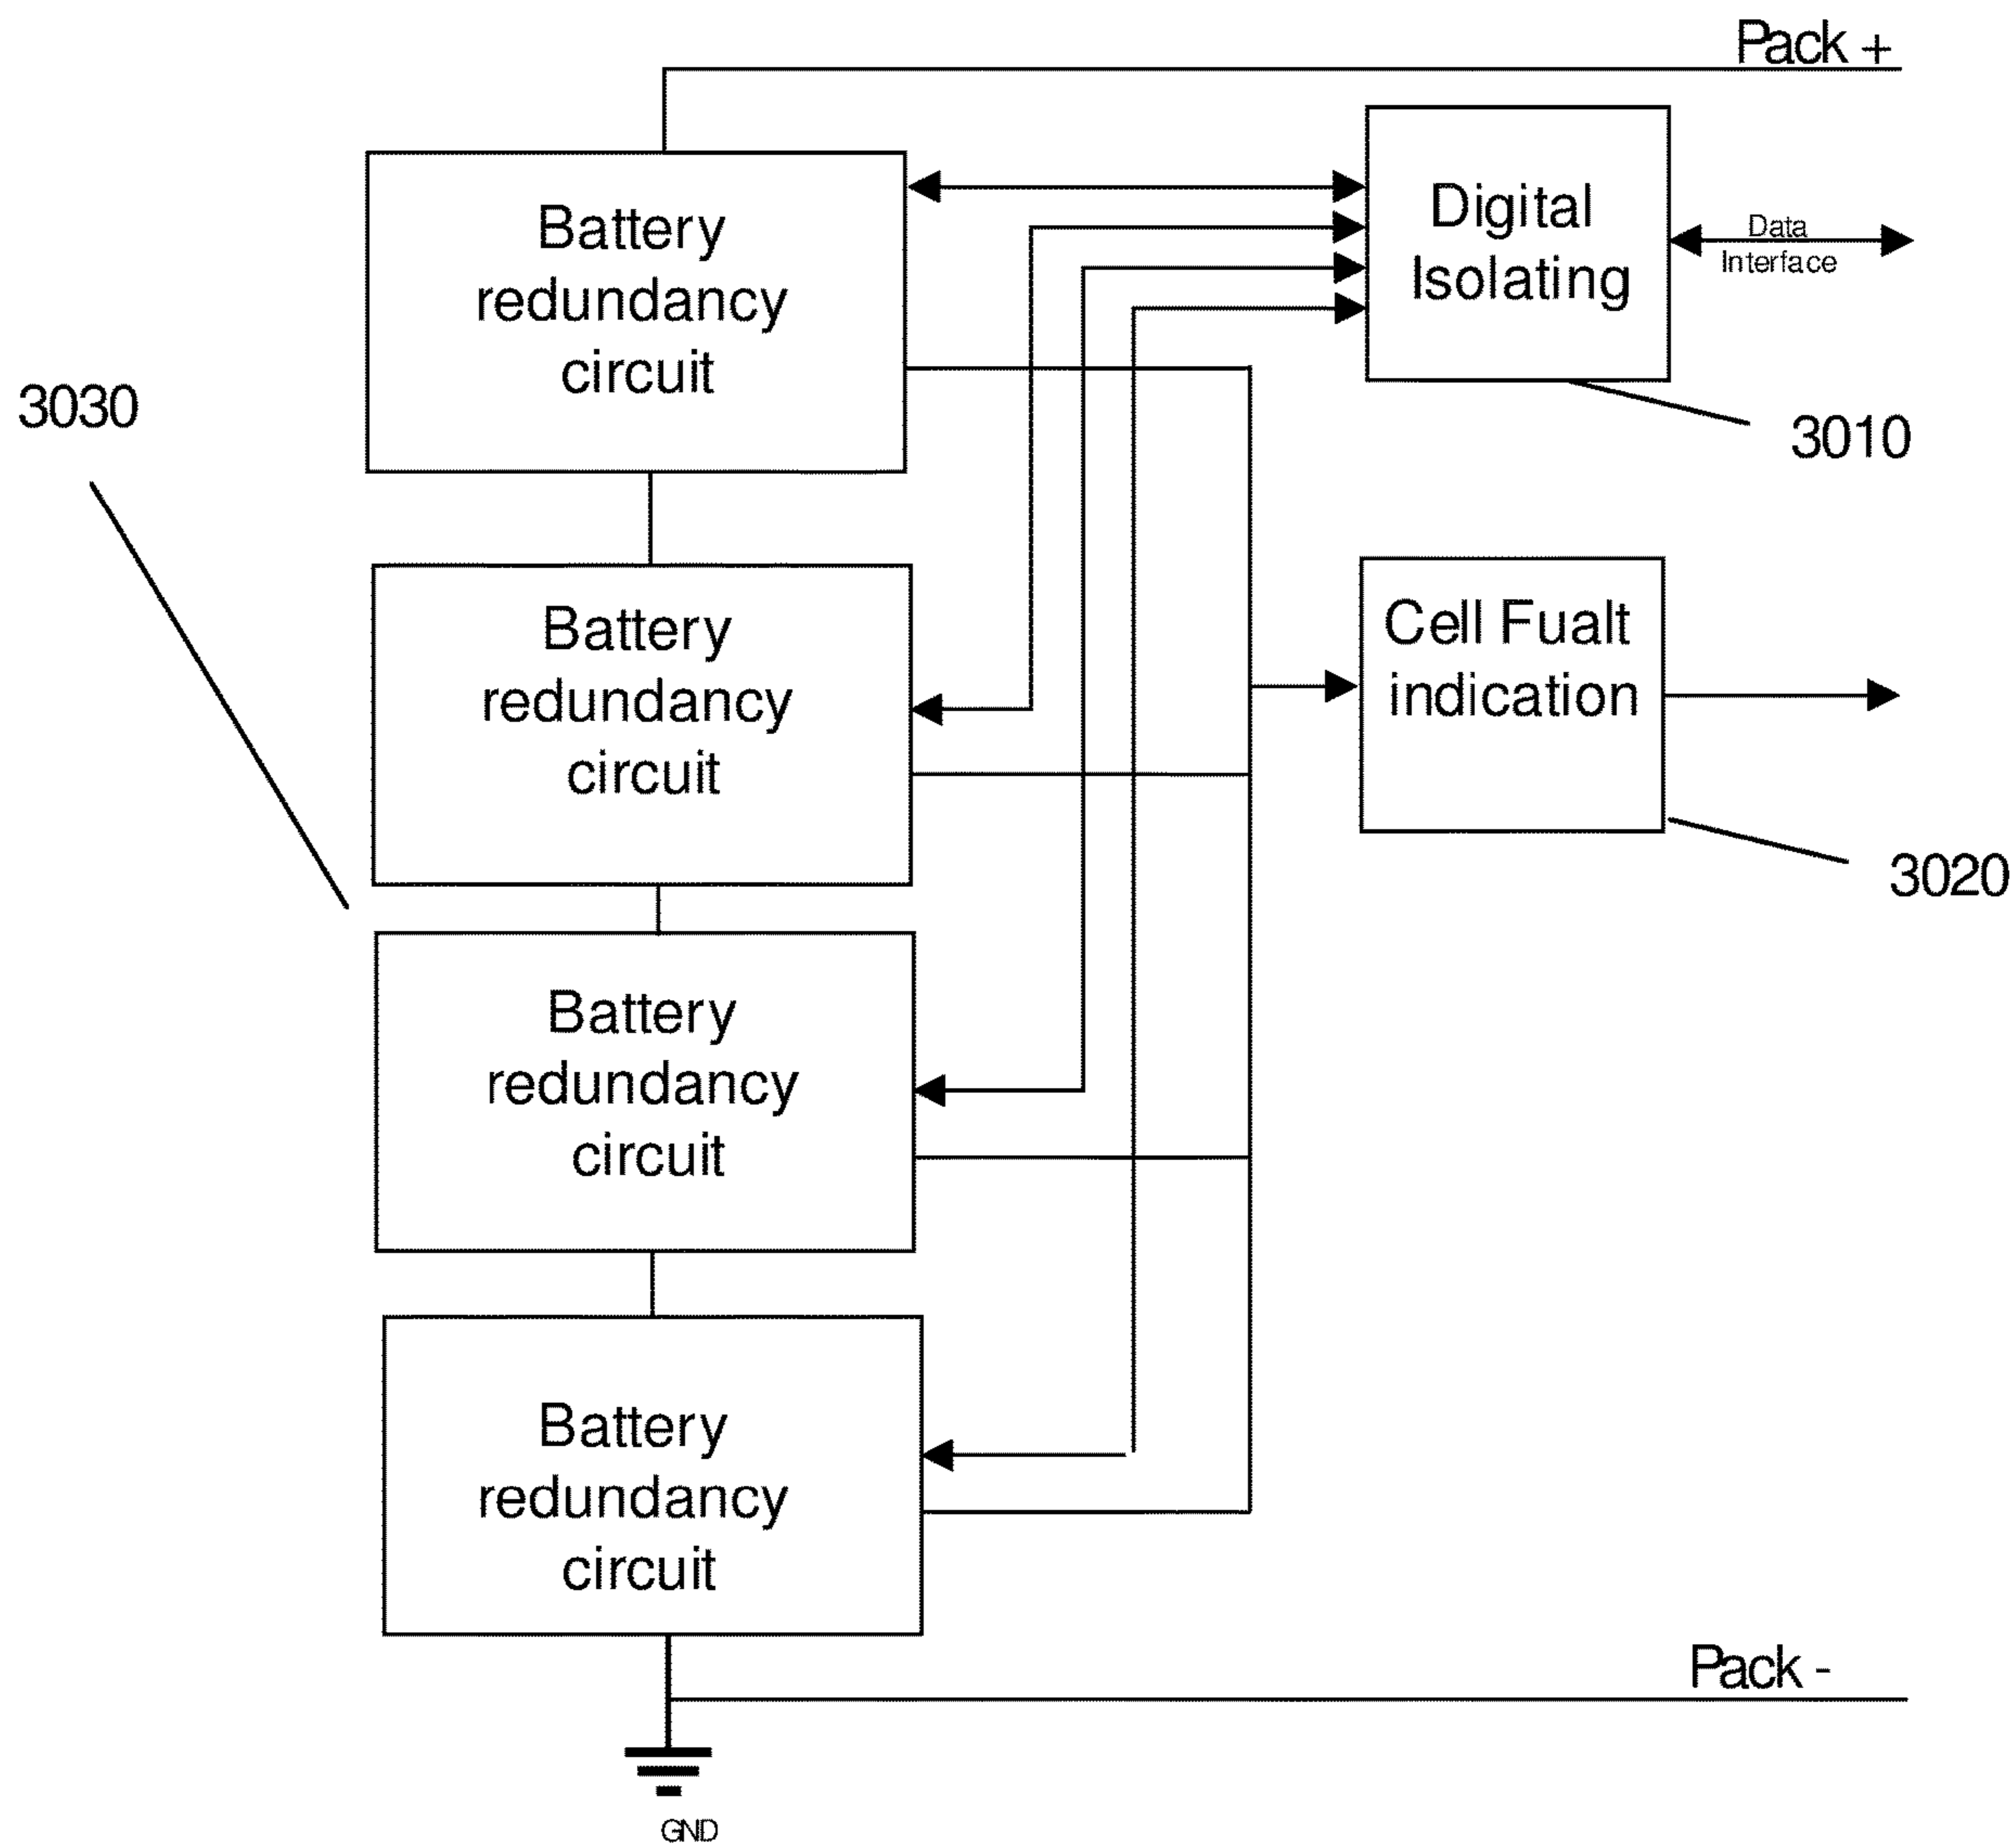 Pack +
Battery
redundancy
circuit
Digital
Isolating
Data
Interface
3030
3010
Battery
redundancy
circuit
Cell Fualt
indication
3020
Battery
redundancy
circuit
Battery
redundancy
circuit
Pack -
GND